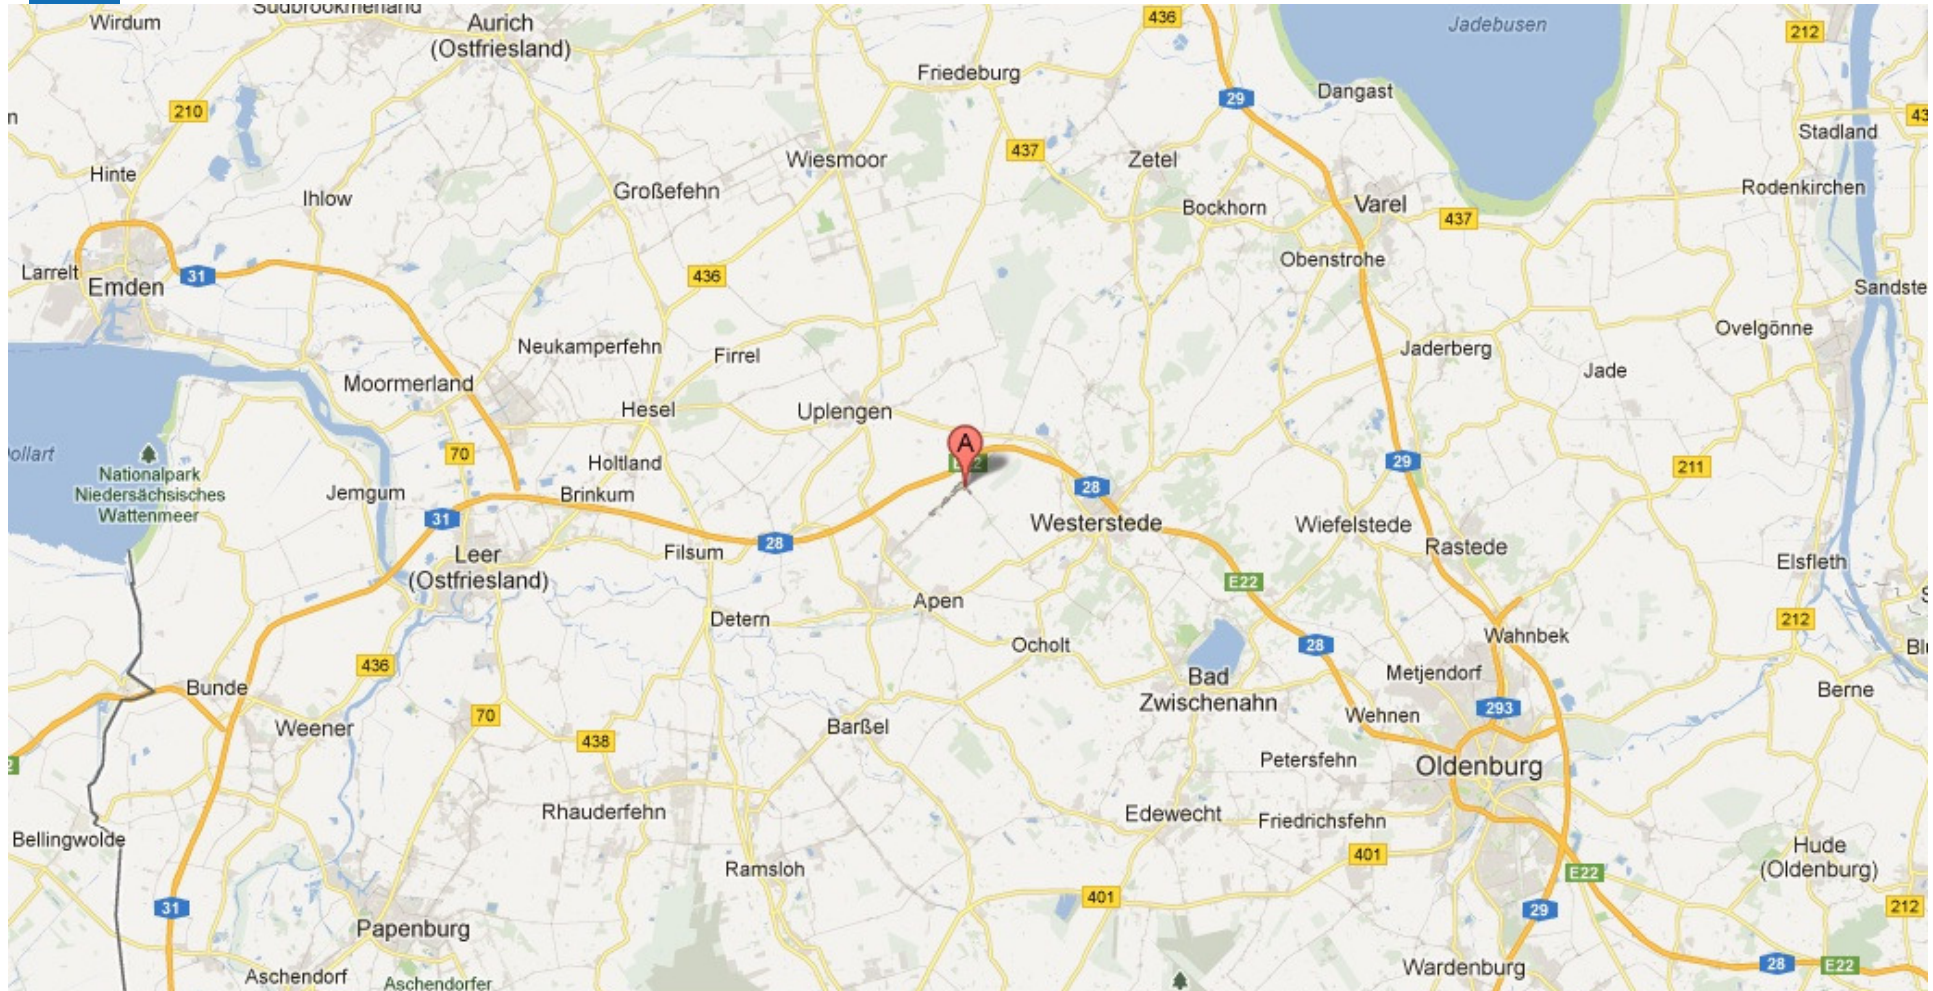 Wirdum
Südbrookmerland
Aurich
(Ostfriesland)
436
Jadebusen
212
Friedeburg
29
Dangast
210
43
Stadland
n
Hinte
Ihlow
Großefehn
Wiesmoor
437
Zetel
Rodenkirchen
Bockhorn
Varel
437
Larrelt
Emden
31
436
Obenstrohe
Sandste
Ovelgönne
Neukamperfehn
Firrel
Jaderberg
Jade
Moormerland
Hesel
Uplengen
A
ollart
Nationalpark
Niedersächsisches
Wattenmeer
70
Holtland
29
211
Jemgum
Brinkum
28
31
Westerstede
Wiefelstede
Rastede
Leer
(Ostfriesland)
Filsum
28
Elsfleth
E22
Apen
Detern
212
S
Ocholt
28
Wahnbek
Bl
436
Bunde
Bad
Zwischenahn
Metjendorf
Berne
Weener
70
438
Barßel
Wehnen
293
2
Petersfehn
Oldenburg
Rhauderfehn
Edewecht
Friedrichsfehn
Bellingwolde
401
Hude
(Oldenburg)
Ramsloh
E22
401
31
29
212
Papenburg
Aschendorf
Aschendorfer
Wardenburg
28
E22